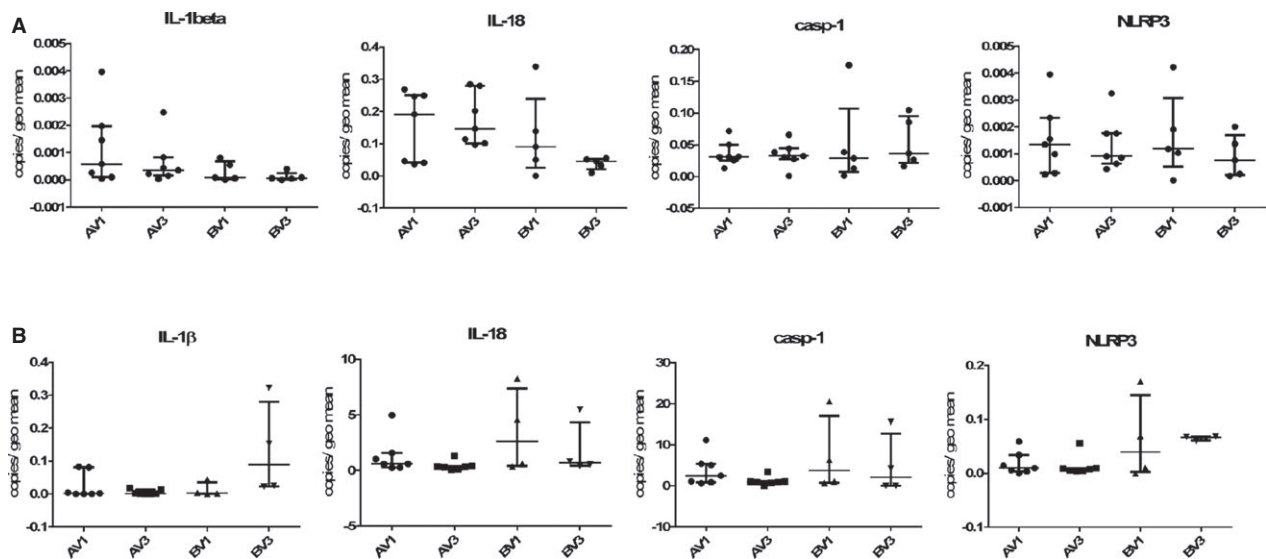 A
IL-1beta
copies/ geo mean
0.005
0.004
0.003
0.002
0.001
0.000
-0.001
AV1
AV3
BV1
BV3
IL-18
copies/ geo mean
0.4
0.3
0.2
0.1
0.0
-0.1
AV1
AV3
BV1
BV3
casp-1
copies/ geo mean
0.20
0.15
0.10
0.05
0.00
-0.05
AV1
AV3
BV1
BV3
NLRP3
copies/ geo mean
0.005
0.004
0.003
0.002
0.001
0.000
-0.001
AV1
AV3
BV1
BV3
B
IL-1β
copies/ geo mean
0.4
0.3
0.2
0.1
0.0
-0.1
AV1
AV3
BV1
BV3
IL-18
copies/ geo mean
10
5
0
-5
AV1
AV3
BV1
BV3
casp-1
copies/ geo mean
30
20
10
0
-10
AV1
AV3
BV1
BV3
NLRP3
copies/ geo mean
0.2
0.1
0.0
-0.1
AV1
AV3
BV1
BV3